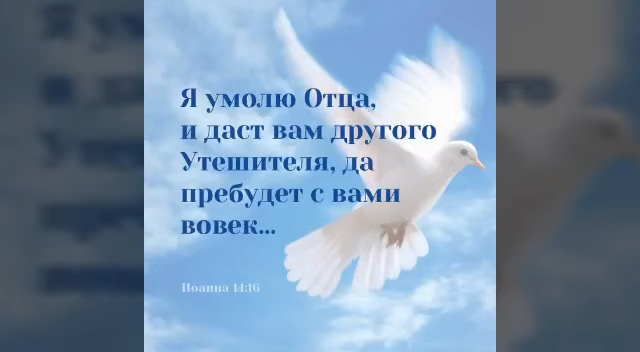 Я умолю Отца,
и даст вам другого
Утешителя, да
пребудет с вами
вовек...
Иоанна 14:16